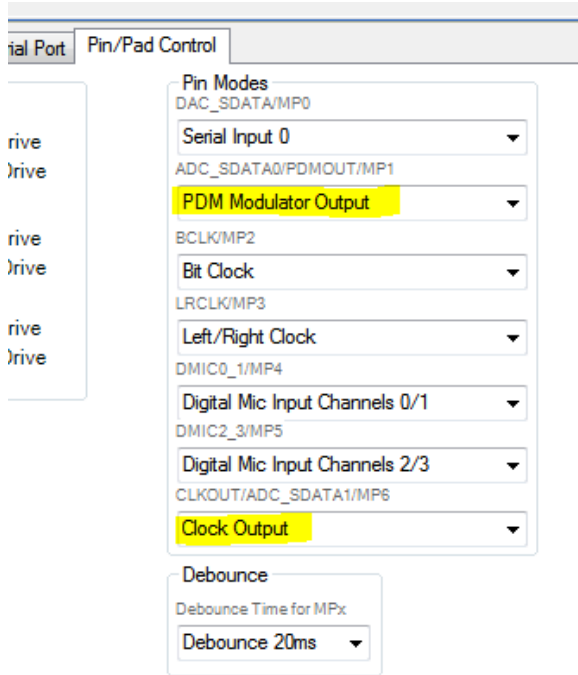 rial Port Pin/Pad Control
rive
Drive
rive
Drive
rive
Drive
Pin Modes
DAC_SDATA/MP0
Serial Input 0
ADC_SDATA0/PDMOUT/MP1
PDM Modulator Output
BCLK/MP2
Bit Clock
LRCLK/MP3
Left/Right Clock
DMIC0_1/MP4
Digital Mic Input Channels 0/1
DMIC2_3/MP5
Digital Mic Input Channels 2/3
CLKOUT/ADC_SDATA1/MP6
Clock Output
Debounce
Debounce Time for MPx
Debounce 20ms